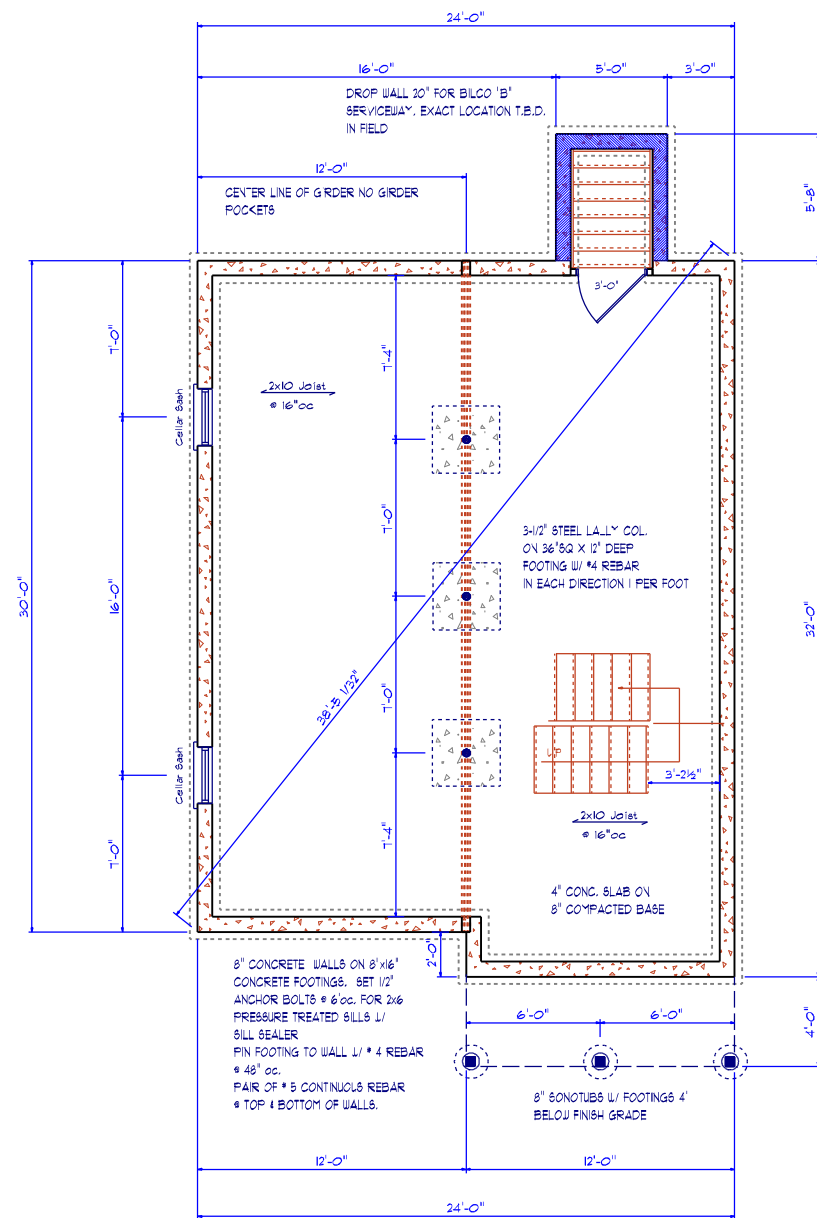 24'-0"
16'-0"
5'-0"
3'-0"
DROP WALL 20" FOR BILCO 'B'
SERVICEWAY. EXACT LOCATION T.B.D.
IN FIELD
12'-0"
CENTER LINE OF GIRDER NO GIRDER
POCKETS
5'-8"
3'-0"
7'-0"
7'-4"
2x10 Joist
@ 16"oc
Cellar Sash
7'-0"
3-1/2" STEEL LALLY COL.
ON 36"SQ X 12" DEEP
FOOTING W/ #4 REBAR
IN EACH DIRECTION 1 PER FOOT
30'-0"
16'-0"
32'-0"
38'-5 1/32"
7'-0"
Cellar Sash
3'-2½"
2x10 Joist
@ 16"oc
7'-0"
7'-4"
4" CONC. SLAB ON
8" COMPACTED BASE
2'-0"
8" CONCRETE WALLS ON 8"x16"
CONCRETE FOOTINGS. SET 1/2"
ANCHOR BOLTS @ 6'oc. FOR 2x6
PRESSURE TREATED SILLS W/
SILL SEALER
PIN FOOTING TO WALL W/ # 4 REBAR
@ 48" oc.
PAIR OF # 5 CONTINUOUS REBAR
@ TOP & BOTTOM OF WALLS.
6'-0"
6'-0"
4'-0"
8" SONOTUBS W/ FOOTINGS 4'
BELOW FINISH GRADE
12'-0"
12'-0"
24'-0"